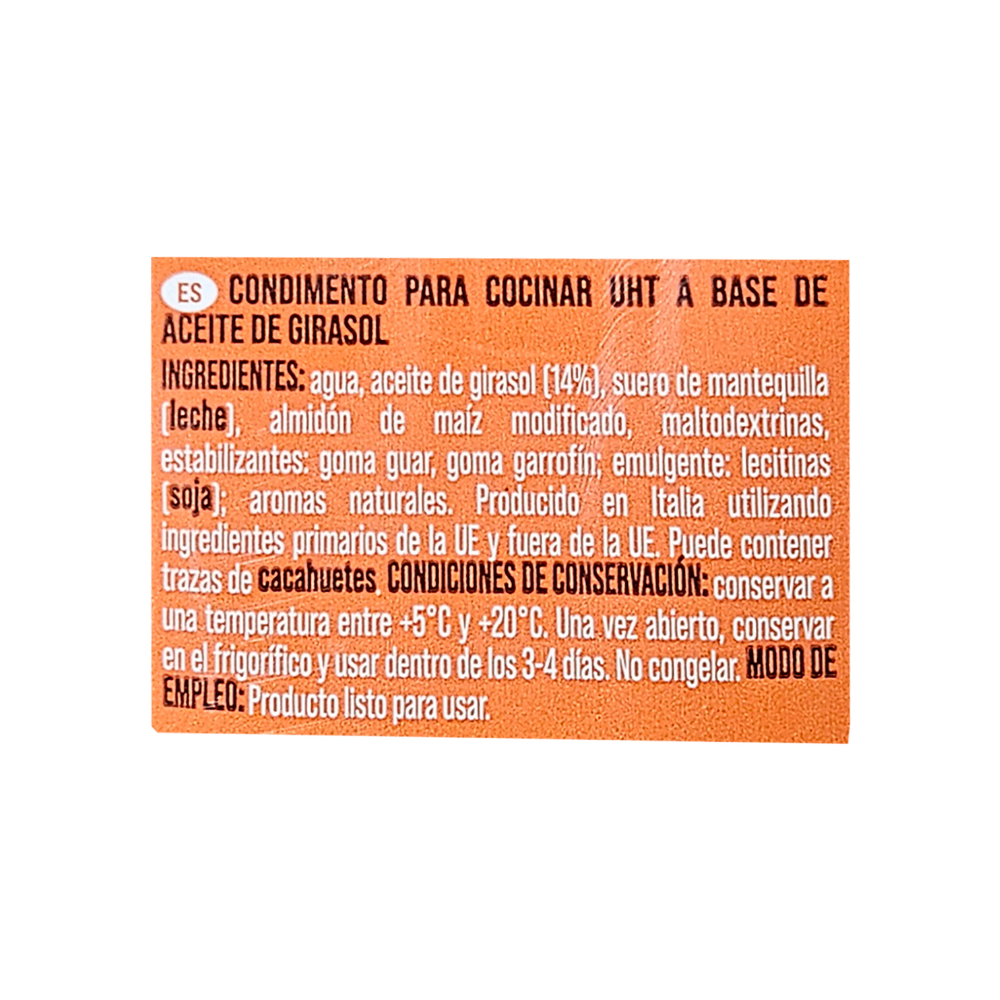 ES CONDIMENTO PARA COCINAR UHT A BASE DE
ACEITE DE GIRASOL
INGREDIENTES: agua, aceite de girasol (14%), suero de mantequilla
(leche), almidón de maíz modificado, maltodextrinas,
estabilizantes: goma guar, goma garrofín; emulgente: lecitinas
(soja); aromas naturales. Producido en Italia utilizando
ingredientes primarios de la UE y fuera de la UE. Puede contener
trazas de cacahuetes. CONDICIONES DE CONSERVACIÓN: conservar a
una temperatura entre +5°C y +20°C. Una vez abierto, conservar
en el frigorífico y usar dentro de los 3-4 días. No congelar. MODO DE
EMPLEO: Producto listo para usar.